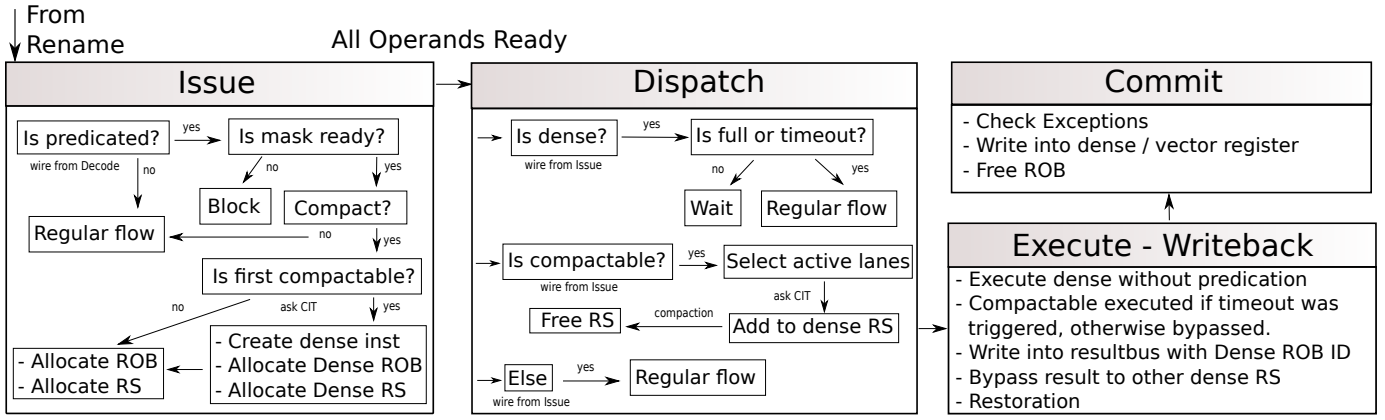 From
Rename
All Operands Ready
Issue
Is predicated?
yes
Is mask ready?
wire from Decode
no
no
yes
Block
Compact?
Regular flow
no
yes
Is first compactable?
no
ask CIT
yes
- Create dense inst
- Allocate Dense ROB
- Allocate Dense RS
- Allocate ROB
- Allocate RS
Dispatch
Is dense?
yes
Is full or timeout?
wire from Issue
no
yes
Wait
Regular flow
Is compactable?
yes
Select active lanes
wire from Issue
ask CIT
Free RS
compaction
Add to dense RS
Else
yes
Regular flow
wire from Issue
Commit
- Check Exceptions
- Write into dense / vector register
- Free ROB
Execute - Writeback
- Execute dense without predication
- Compactable executed if timeout was
triggered, otherwise bypassed.
- Write into resultbus with Dense ROB ID
- Bypass result to other dense RS
- Restoration